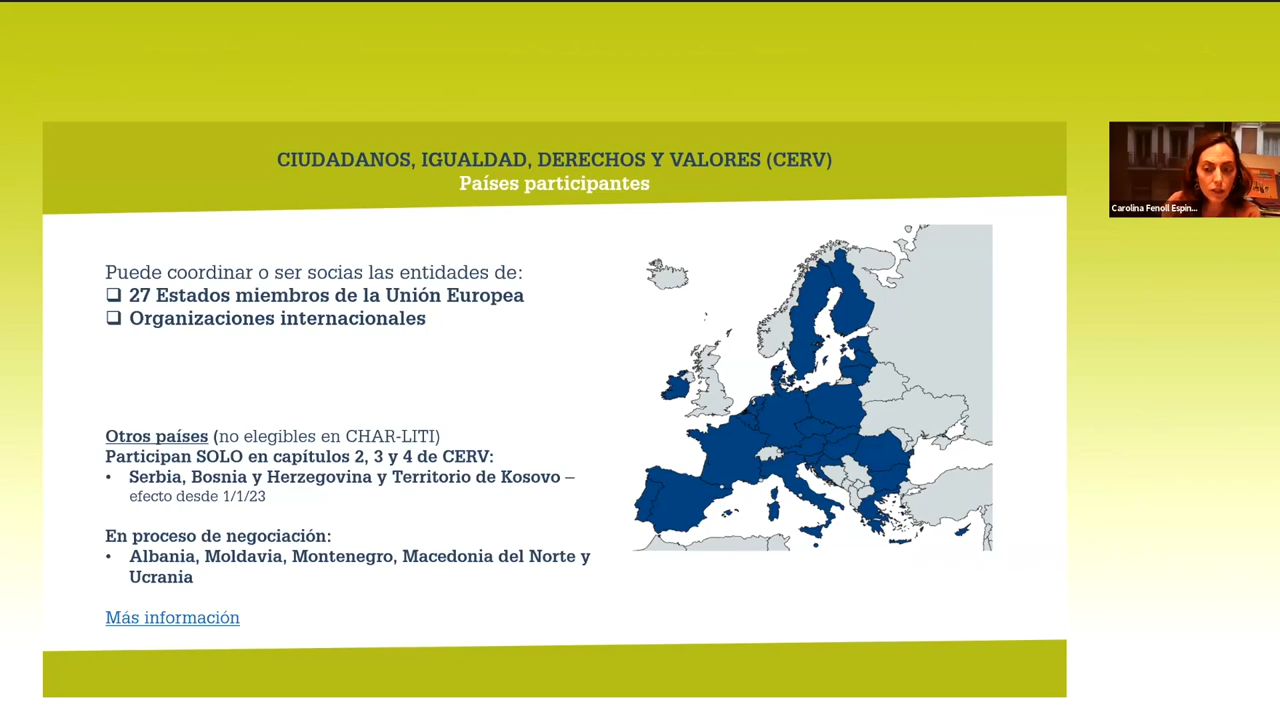 CIUDADANOS, IGUALDAD, DERECHOS Y VALORES (CERV)
Países participantes
Puede coordinar o ser socias las entidades de:
❑ 27 Estados miembros de la Unión Europea
❑ Organizaciones internacionales
Otros países (no elegibles en CHAR-LITI)
Participan SOLO en capítulos 2, 3 y 4 de CERV:
• Serbia, Bosnia y Herzegovina y Territorio de Kosovo –
efecto desde 1/1/23
En proceso de negociación:
• Albania, Moldavia, Montenegro, Macedonia del Norte y
Ucrania
Más información
Carolina Fenoll Espin...